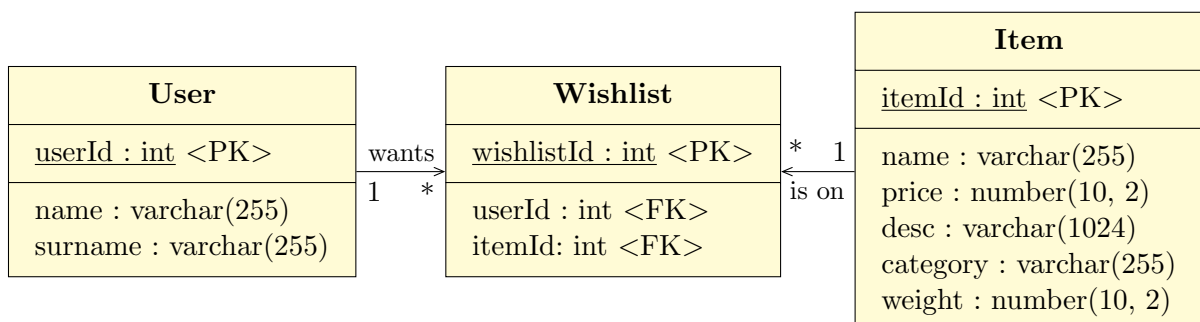 User
userId : int <PK>
name : varchar(255)
surname : varchar(255)
wants
1 *
Wishlist
wishlistId : int <PK>
userId : int <FK>
itemId: int <FK>
* 1
is on
Item
itemId : int <PK>
name : varchar(255)
price : number(10, 2)
desc : varchar(1024)
category : varchar(255)
weight : number(10, 2)